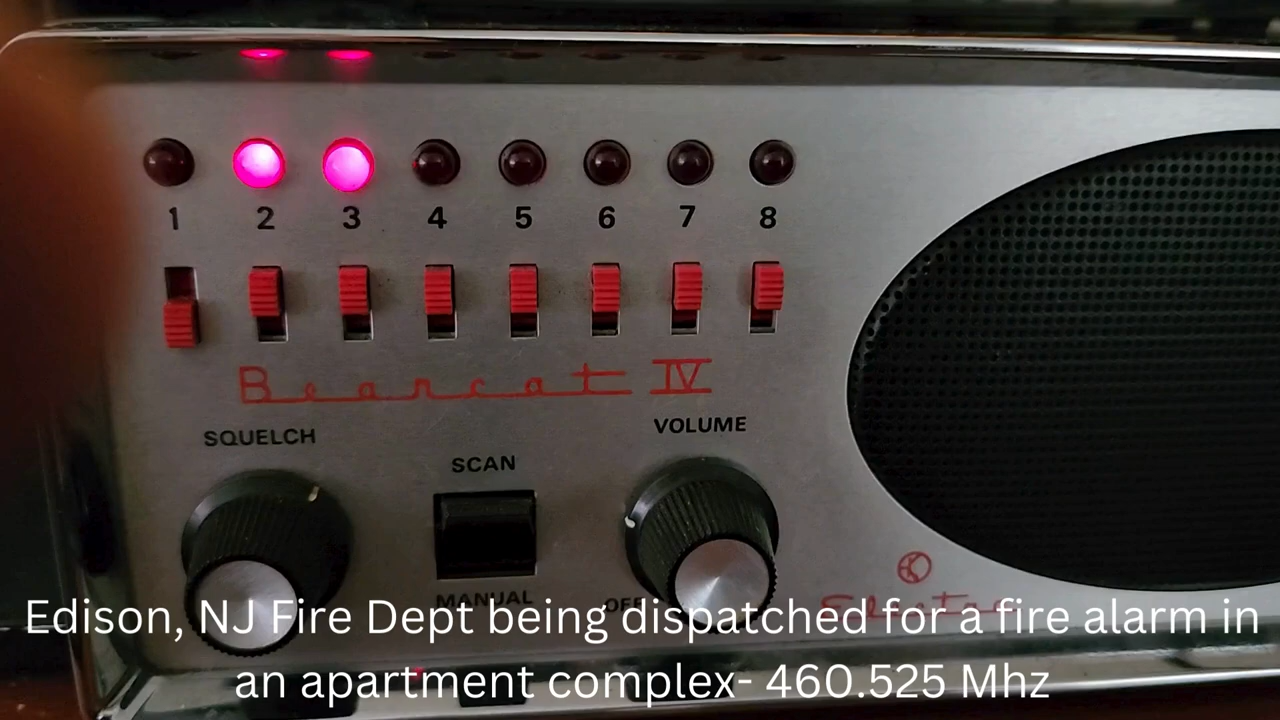 1 2 3 4 5 6 7 8
Bearcat IV
SQUELCH
VOLUME
SCAN
MANUAL
OFF
Edison, NJ Fire Dept being dispatched for a fire alarm in
an apartment complex- 460.525 Mhz